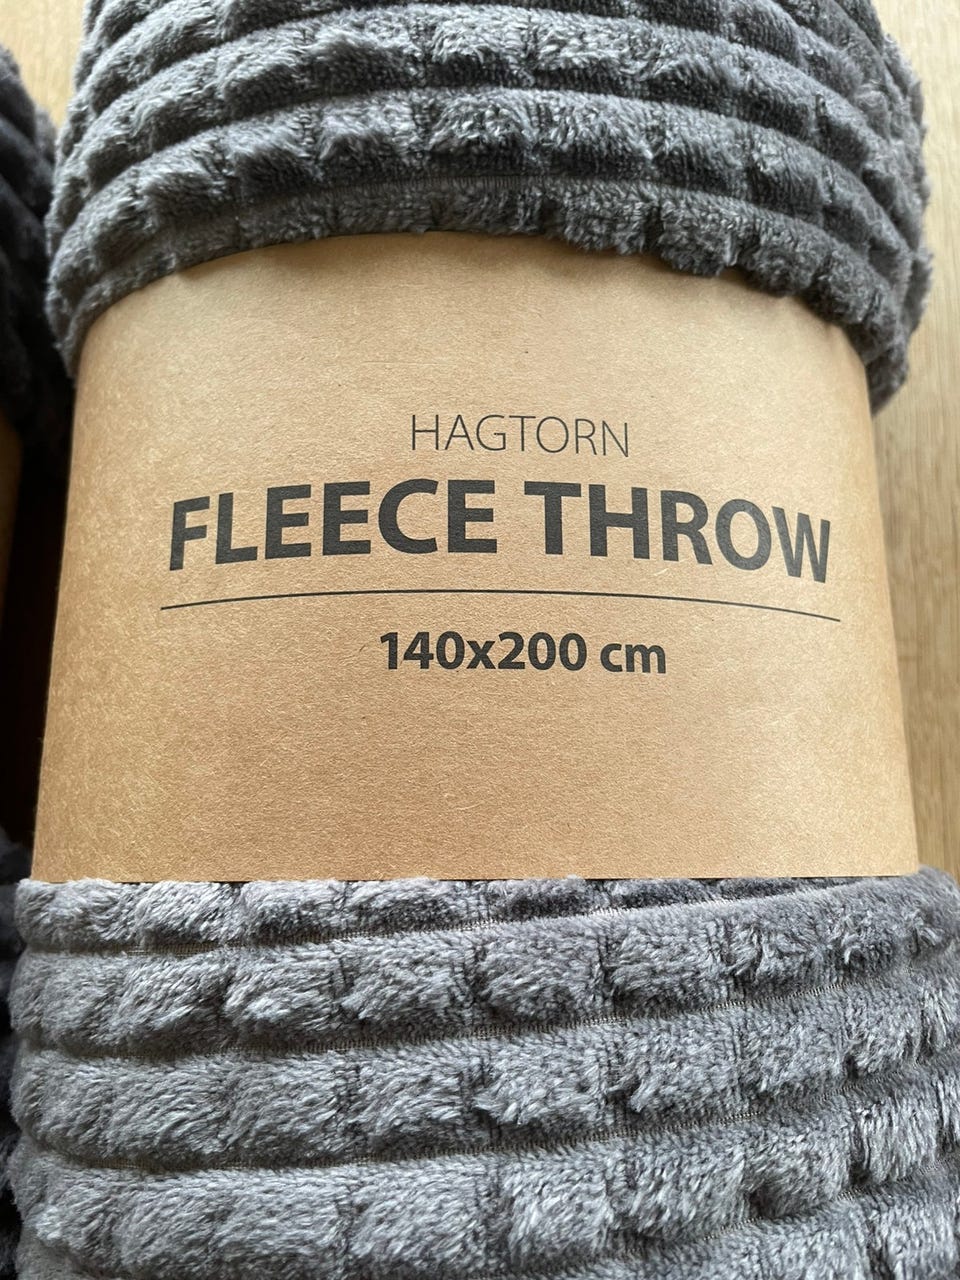 HAGTORN
FLEECE THROW
140x200 cm